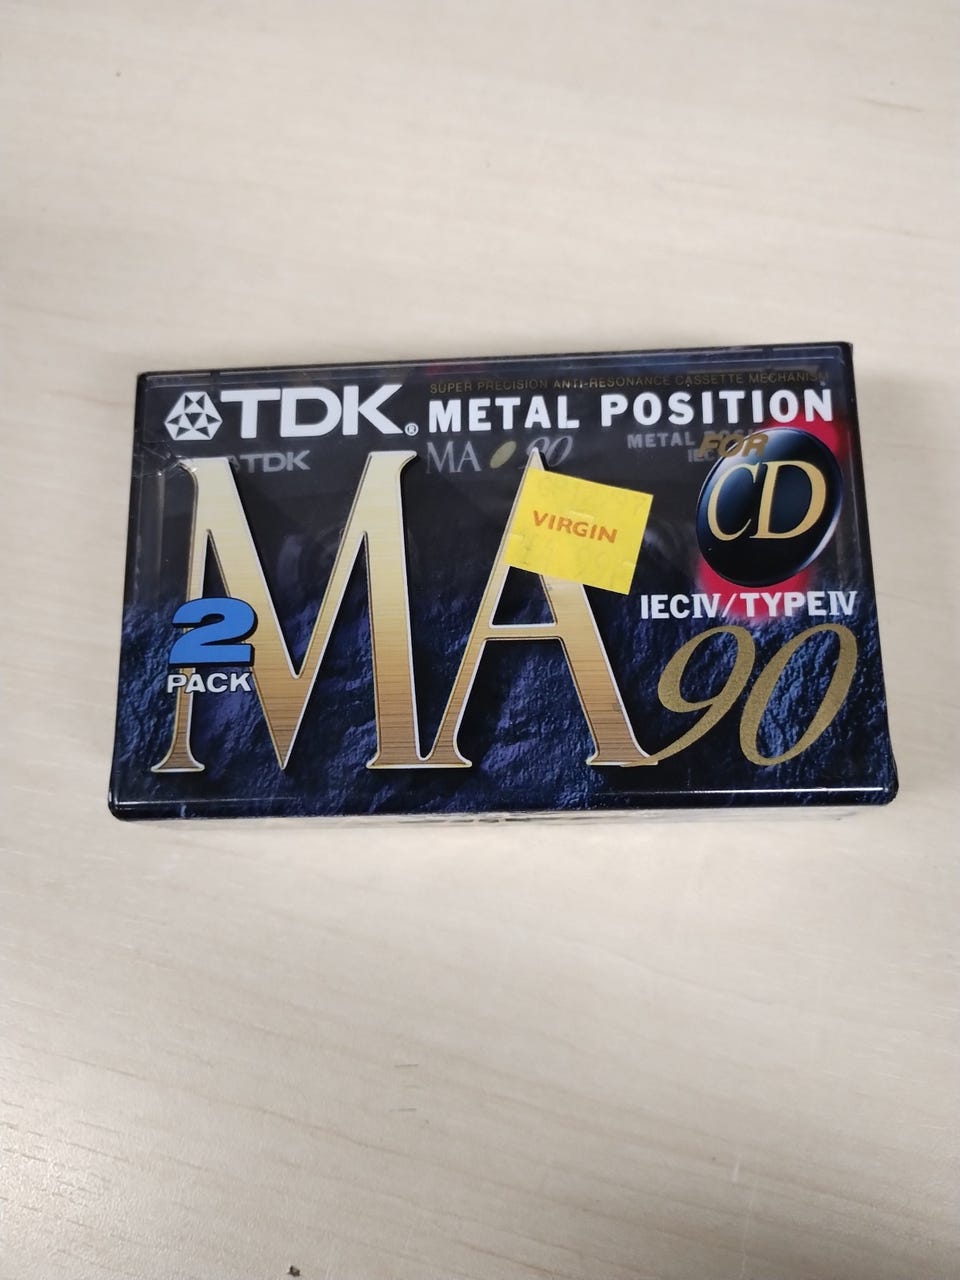 SUPER PRECISION ANTI-RESONANCE CASSETTE MECHANISM
TDK® METAL POSITION
TDK MA 90 METAL
IEC
FOR
CD
VIRGIN
MA
IECIV/TYPEIV
90
2
PACK